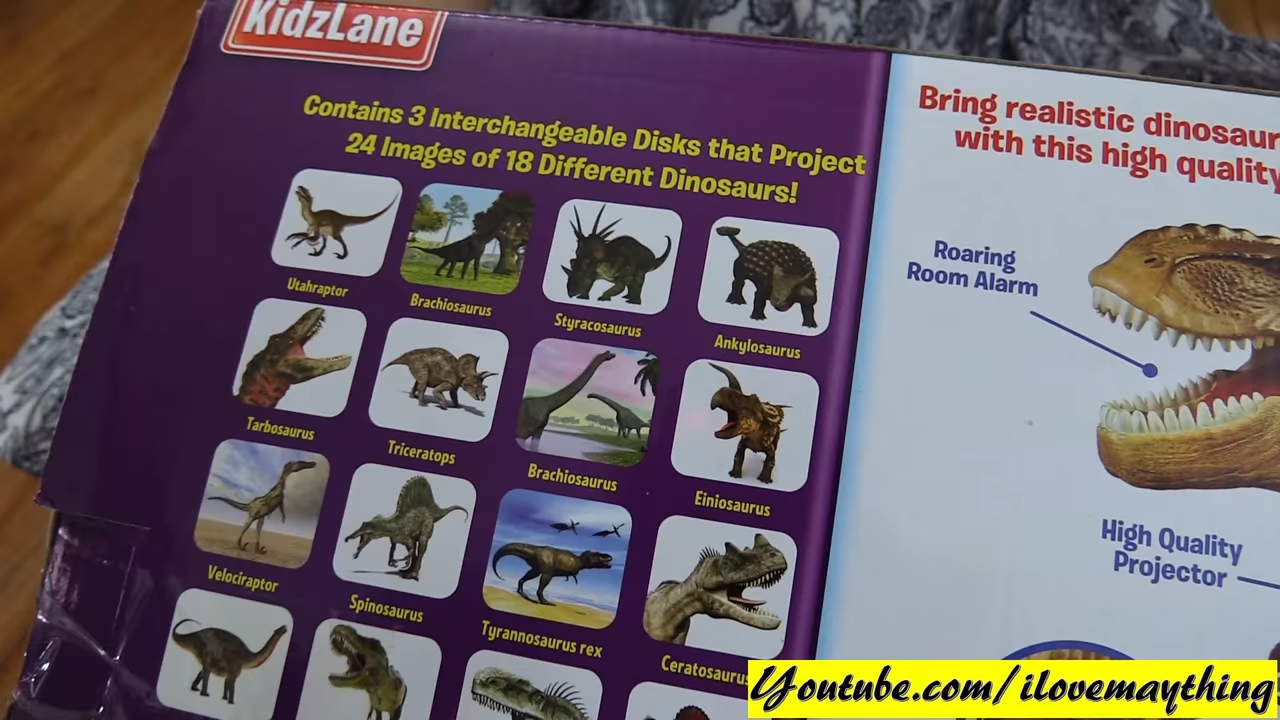 KidzLane
Contains 3 Interchangeable Disks that Project
24 Images of 18 Different Dinosaurs!
Utahraptor
Brachiosaurus
Styracosaurus
Ankylosaurus
Tarbosaurus
Triceratops
Brachiosaurus
Einiosaurus
Velociraptor
Spinosaurus
Tyrannosaurus rex
Ceratosaurus
Bring realistic dinosaur
with this high quality
Roaring
Room Alarm
High Quality
Projector
Youtube.com/ilovemaything